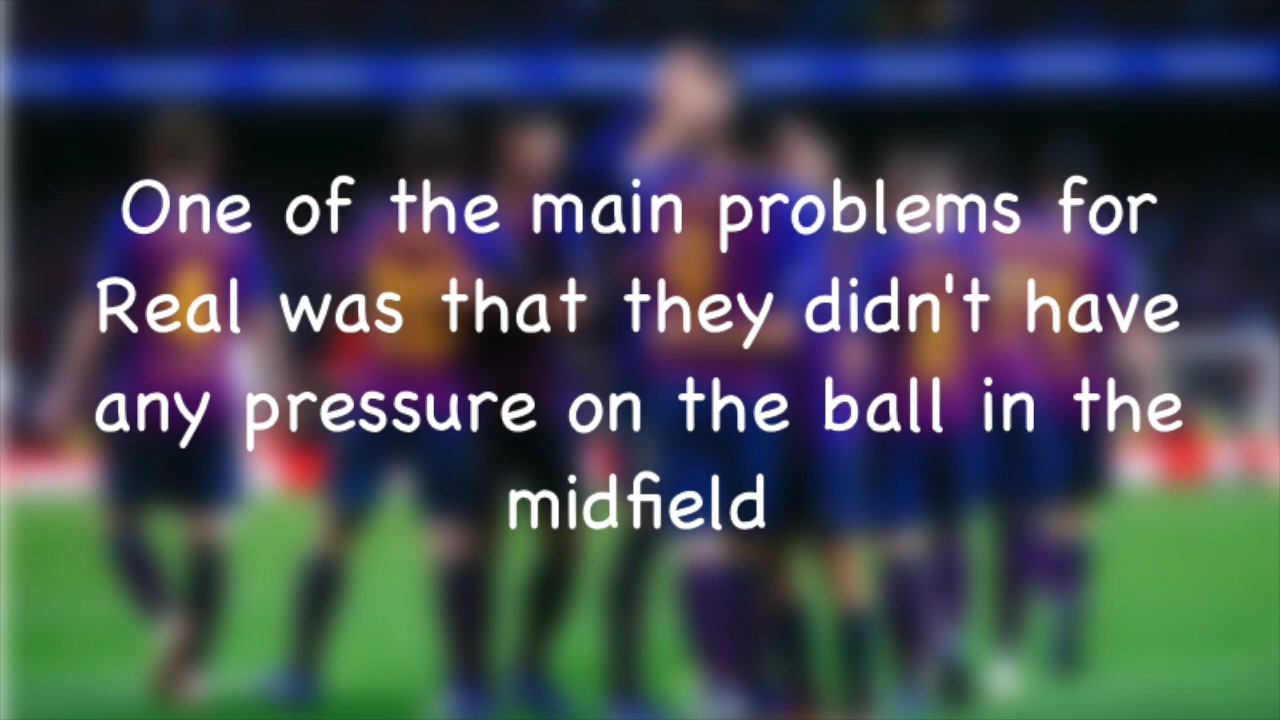 One of the main problems for
Real was that they didn't have
any pressure on the ball in the
midfield